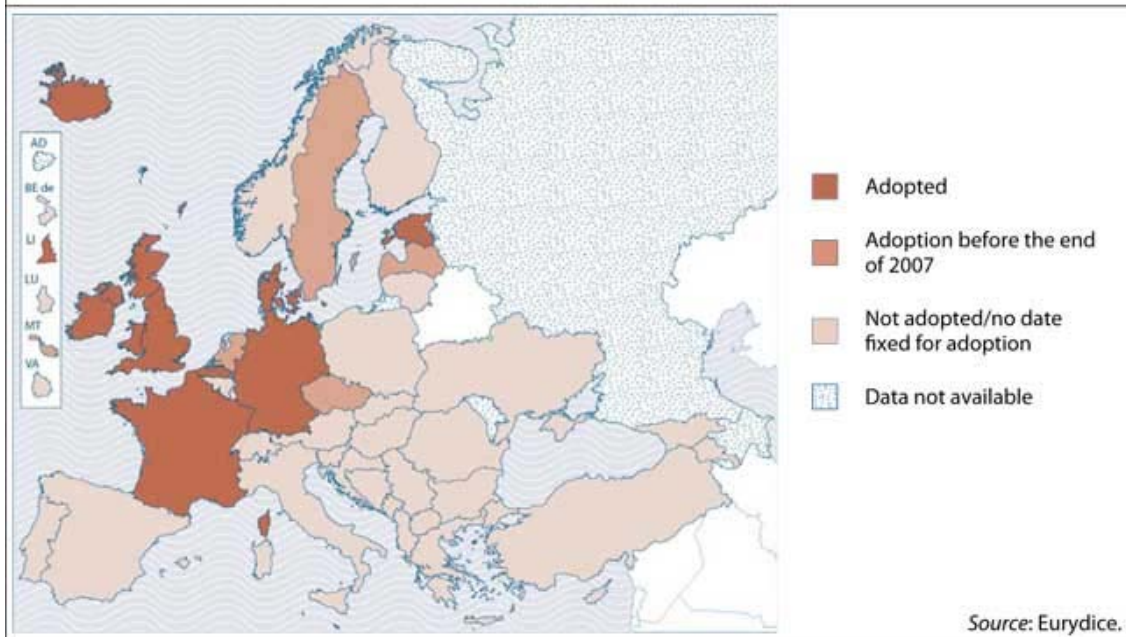 AD
BE de
LI
LU
MT
VA
Adopted
Adoption before the end
of 2007
Not adopted/no date
fixed for adoption
Data not available
Source: Eurydice.